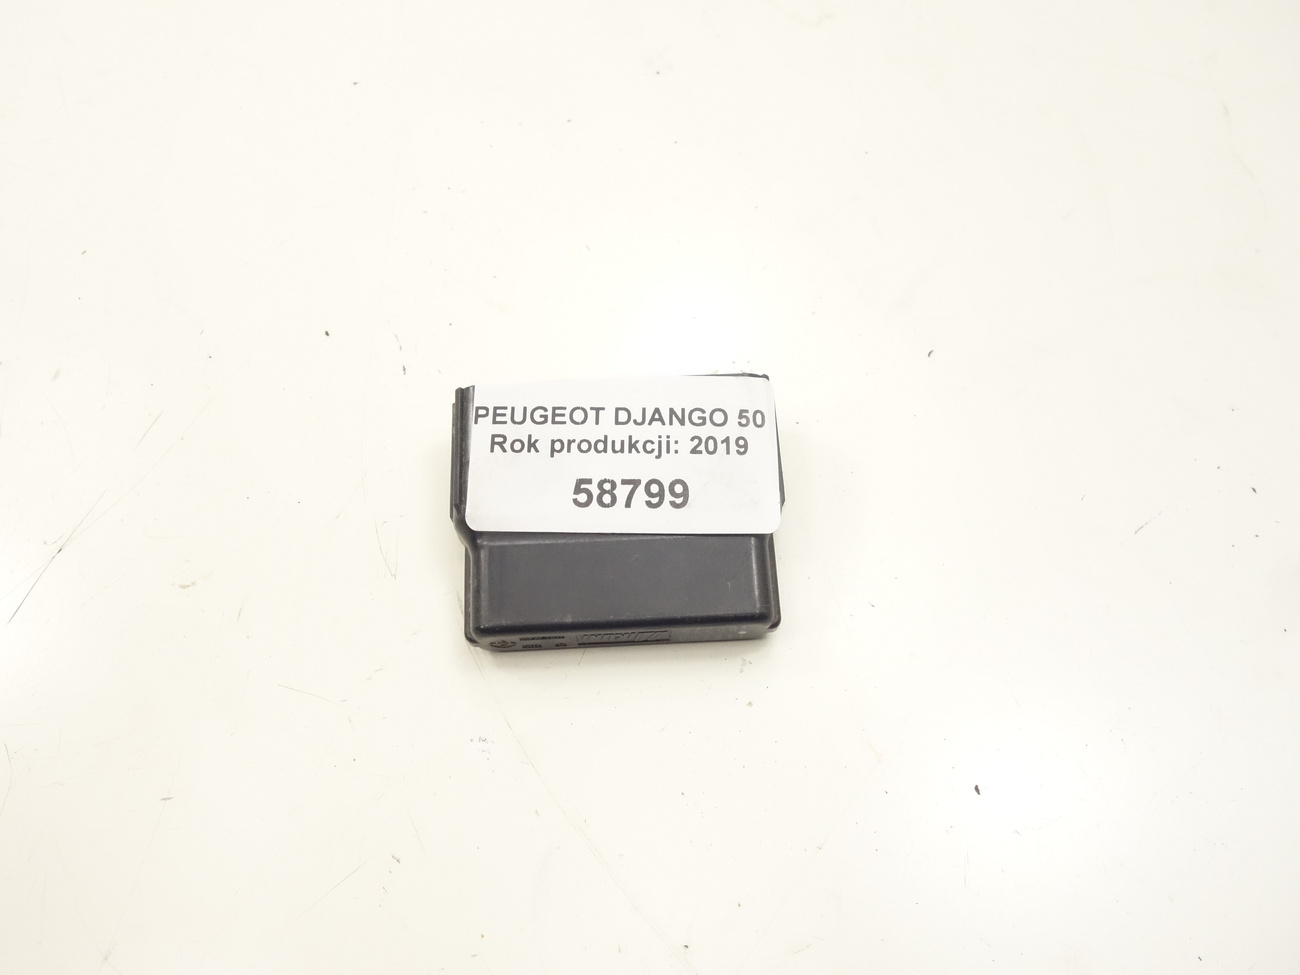 PEUGEOT DJANGO 50
Rok produkcji: 2019
58799